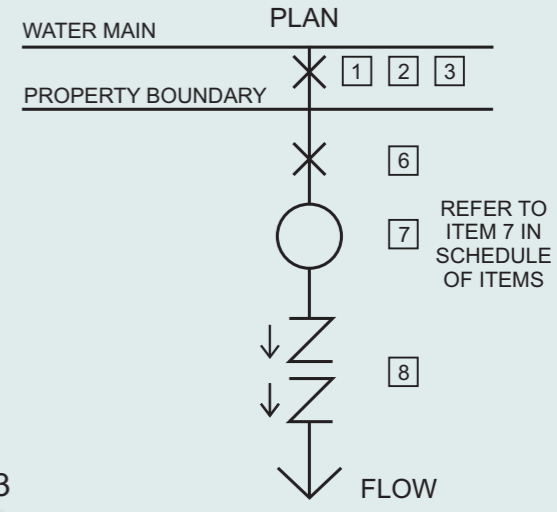 PLAN
WATER MAIN
1 2 3
PROPERTY BOUNDARY
6
7
REFER TO
ITEM 7 IN
SCHEDULE
OF ITEMS
8
3
FLOW